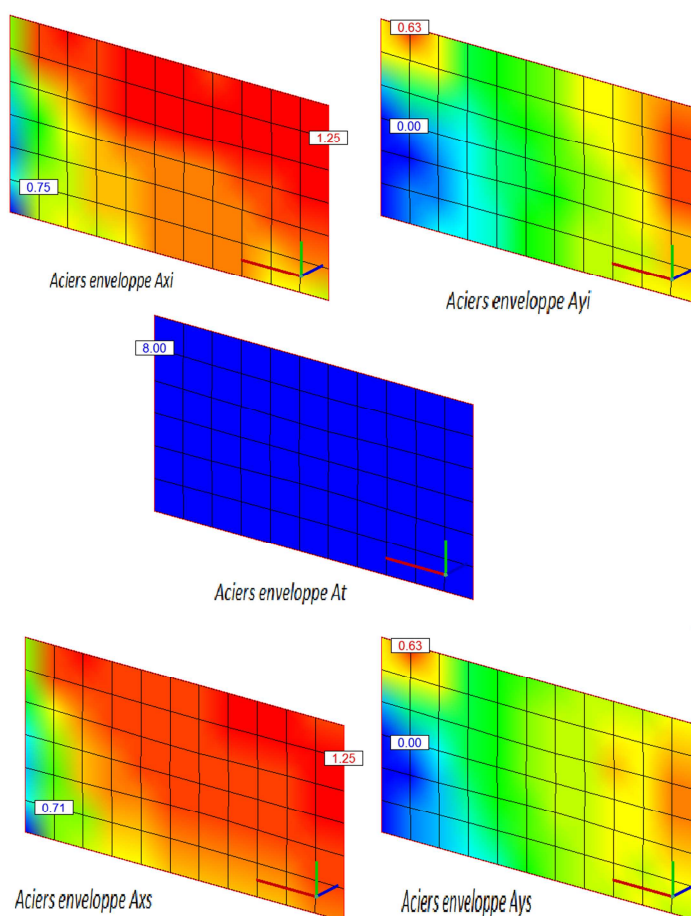 0.63
0.00
1.25
0.75
Aciers enveloppe Axi
Aciers enveloppe Ayi
8.00
Aciers enveloppe At
0.63
0.00
1.25
0.71
Aciers enveloppe Axs
Aciers enveloppe Ays